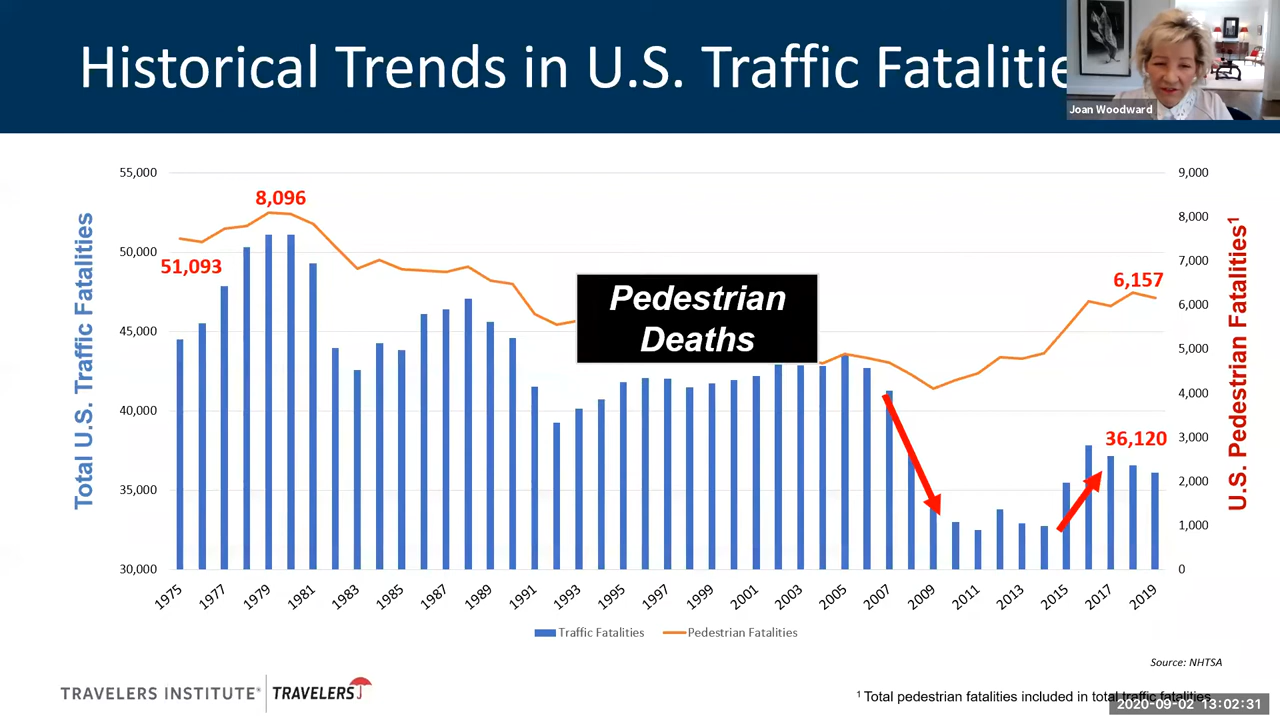 Historical Trends in U.S. Traffic Fatalitie
Joan Woodward
55,000
50,000
45,000
40,000
35,000
30,000
Total U.S. Traffic Fatalities
9,000
8,000
7,000
6,000
5,000
4,000
3,000
2,000
1,000
0
U.S. Pedestrian Fatalities¹
8,096
51,093
Pedestrian
Deaths
6,157
36,120
1975 1977 1979 1981 1983 1985 1987 1989 1991 1993 1995 1997 1999 2001 2003 2005 2007 2009 2011 2013 2015 2017 2019
Traffic Fatalities Pedestrian Fatalities
Source: NHTSA
TRAVELERS INSTITUTE® TRAVELERS
¹ Total pedestrian fatalities included in total traffic fatalities
2020-09-02 13:02:31